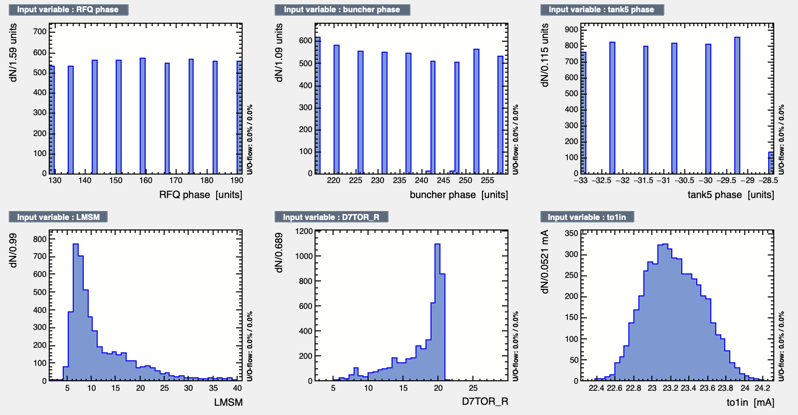 Input variable : RFQ phase
dN/1.59 units
700
600
500
400
300
200
100
0
130 140 150 160 170 180 190
RFQ phase [units]
U/O-flow: 0.0% / 0.0%
Input variable : buncher phase
dN/1.09 units
600
500
400
300
200
100
0
220 225 230 235 240 245 250 255
buncher phase [units]
U/O-flow: 0.0% / 0.0%
Input variable : tank5 phase
dN/0.115 units
900
800
700
600
500
400
300
200
100
0
−33 −32.5 −32 −31.5 −31 −30.5 −30 −29.5 −29 −28.5
tank5 phase [units]
U/O-flow: 0.0% / 0.0%
Input variable : LMSM
dN/0.99
800
700
600
500
400
300
200
100
0
5 10 15 20 25 30 35 40
LMSM
U/O-flow: 0.0% / 0.0%
Input variable : D7TOR_R
dN/0.689
1200
1000
800
600
400
200
0
5 10 15 20 25
D7TOR_R
U/O-flow: 0.0% / 0.0%
Input variable : to1in
dN/0.0521 mA
350
300
250
200
150
100
50
0
22.4 22.6 22.8 23 23.2 23.4 23.6 23.8 24 24.2
to1in [mA]
U/O-flow: 0.0% / 0.0%